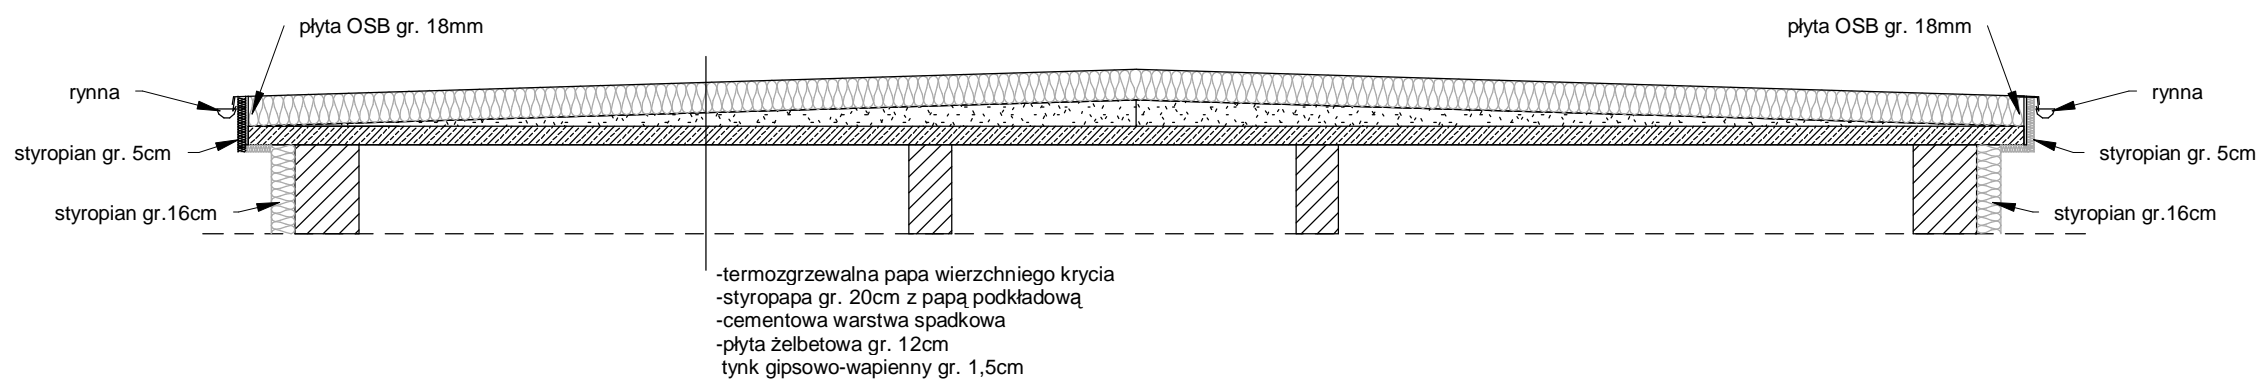 płyta OSB gr. 18mm
płyta OSB gr. 18mm
rynna
rynna
styropian gr. 5cm
styropian gr. 5cm
styropian gr.16cm
styropian gr.16cm
-termozgrzewalna papa wierzchniego krycia
-styropapa gr. 20cm z papą podkładową
-cementowa warstwa spadkowa
-płyta żelbetowa gr. 12cm
tynk gipsowo-wapienny gr. 1,5cm